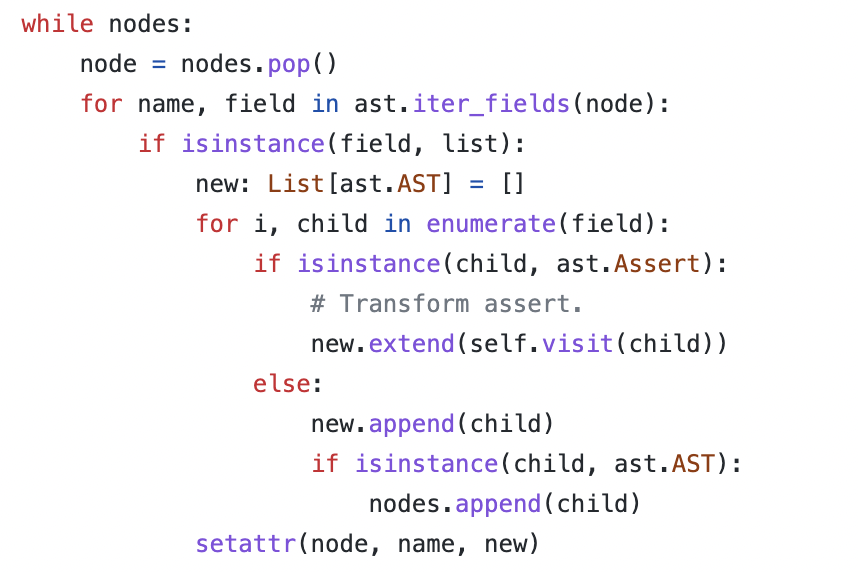 while nodes:
    node = nodes.pop()
    for name, field in ast.iter_fields(node):
        if isinstance(field, list):
            new: List[ast.AST] = []
            for i, child in enumerate(field):
                if isinstance(child, ast.Assert):
                    # Transform assert.
                    new.extend(self.visit(child))
                else:
                    new.append(child)
                    if isinstance(child, ast.AST):
                        nodes.append(child)
            setattr(node, name, new)